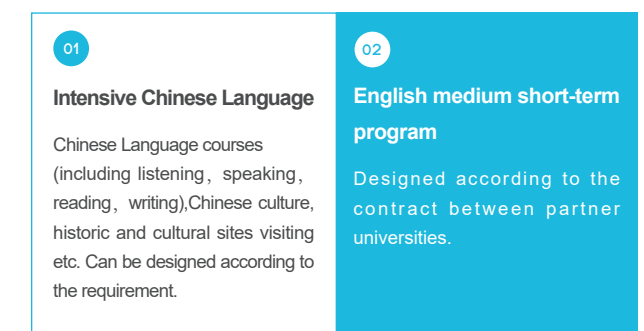 01
Intensive Chinese Language
Chinese Language courses
(including listening，speaking，
reading，writing),Chinese culture,
historic and cultural sites visiting
etc. Can be designed according to
the requirement.
02
English medium short-term
program
Designed according to the
contract between partner
universities.